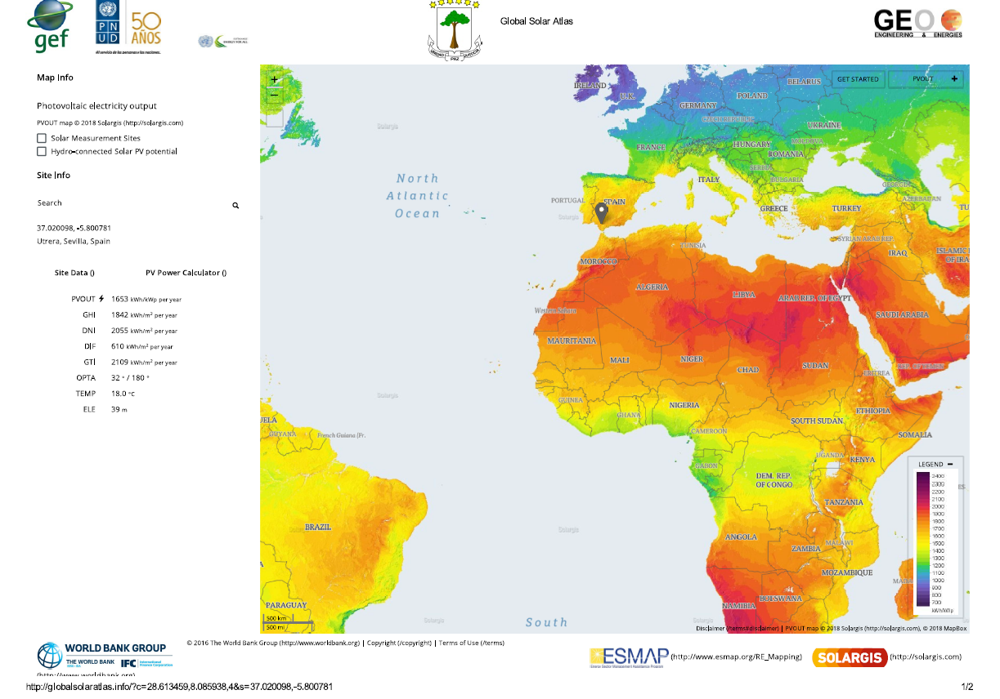 gef
PNUD
50 AÑOS
Al servicio de las personas y las naciones.
UNIDAD PAZ JUSTICIA
Global Solar Atlas
GEO
ENGINEERING & ENERGIES
Map Info
Photovoltaic electricity output
PVOUT map © 2018 Solargis (http://solargis.com)
Solar Measurement Sites
Hydro-connected Solar PV potential
Site Info
Search
37.020098, -5.800781
Utrera, Sevilla, Spain
Site Data () PV Power Calculator ()
PVOUT 1653 kWh/kWp per year
GHI 1842 kWh/m² per year
DNI 2055 kWh/m² per year
DIF 610 kWh/m² per year
GTI 2109 kWh/m² per year
OPTA 32 ° / 180 °
TEMP 18.0 °C
ELE 39 m
+
−
GET STARTED
PVOUT +
IRELAND
U.K.
BELARUS
POLAND
GERMANY
CZECH REPUBLIC
UKRAINE
FRANCE
HUNGARY
MOLDOVA
ROMANIA
SERBIA
ITALY
BULGARIA
GEORGIA
PORTUGAL
SPAIN
AZERBAIJAN
GREECE
TURKEY
TU
North
Atlantic
Ocean
Solargis
Solargis
TUNISIA
SYRIAN ARAB REP.
IRAQ
ISLAMIC
OF IRA
MOROCCO
ALGERIA
LIBYA
ARAB REP. OF EGYPT
Western Sahara
SAUDI ARABIA
MAURITANIA
MALI
NIGER
CHAD
SUDAN
ERITREA
REP. OF YEMEN
Solargis
GUINEA
NIGERIA
GHANA
ETHIOPIA
SOUTH SUDAN
CAMEROON
SOMALIA
UELA
GUYANA
French Guiana (Fr.
UGANDA
KENYA
GABON
DEM. REP.
OF CONGO
TANZANIA
BRAZIL
Solargis
Solargis
ANGOLA
MALAWI
ZAMBIA
MOZAMBIQUE
MA
ES
BOTSWANA
NAMIBIA
PARAGUAY
South
Solargis
Solargis
500 km
500 mi
LEGEND −
2400
2300
2200
2100
2000
1900
1800
1700
1600
1500
1400
1300
1200
1100
1000
900
800
700
kWh/kWp
Disclaimer (/terms#disclaimer) | PVOUT map © 2018 Solargis (http://solargis.com), © 2018 MapBox
WORLD BANK GROUP
THE WORLD BANK
IFC International Finance Corporation
(http://www.worldbank.org)
© 2016 The World Bank Group (http://www.worldbank.org) | Copyright (/copyright) | Terms of Use (/terms)
ESMAP
Energy Sector Management Assistance Program
(http://www.esmap.org/RE_Mapping)
SOLARGIS
(http://solargis.com)
http://globalsolaratlas.info/?c=28.613459,8.085938,4&s=37.020098,-5.800781
1/2